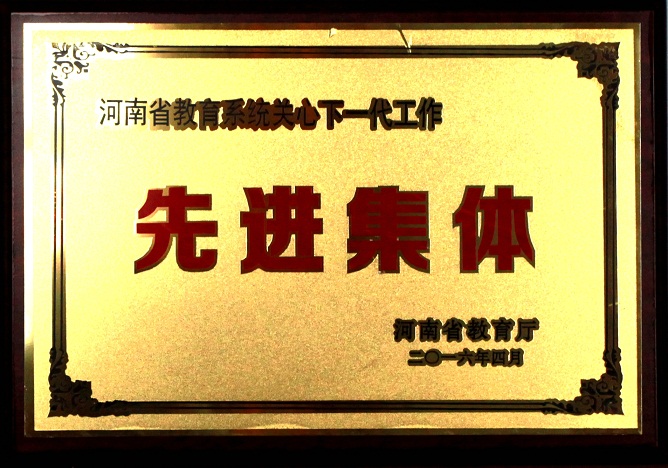 河南省教育系统关心下一代工作
先进集体
河南省教育厅
二〇一六年四月